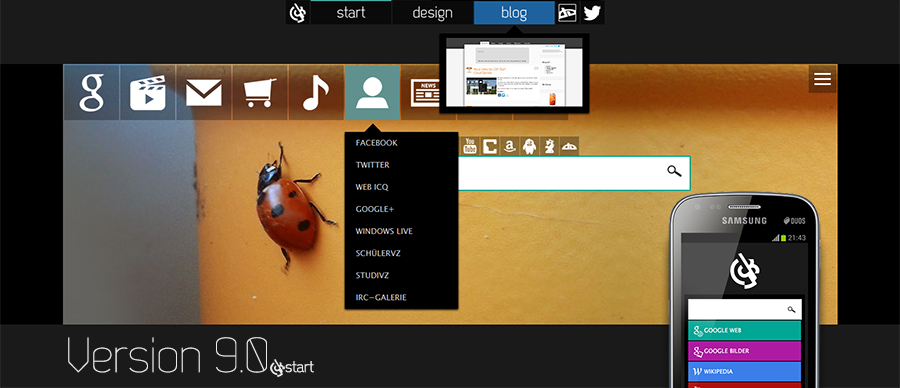 start
design
blog
NEWS
FACEBOOK
TWITTER
WEB ICQ
GOOGLE+
WINDOWS LIVE
SCHÜLERVZ
STUDIVZ
IRC-GALERIE
You
Tube
SAMSUNG
DUOS
21:43
GOOGLE WEB
GOOGLE BILDER
WIKIPEDIA
Version 9.0
start